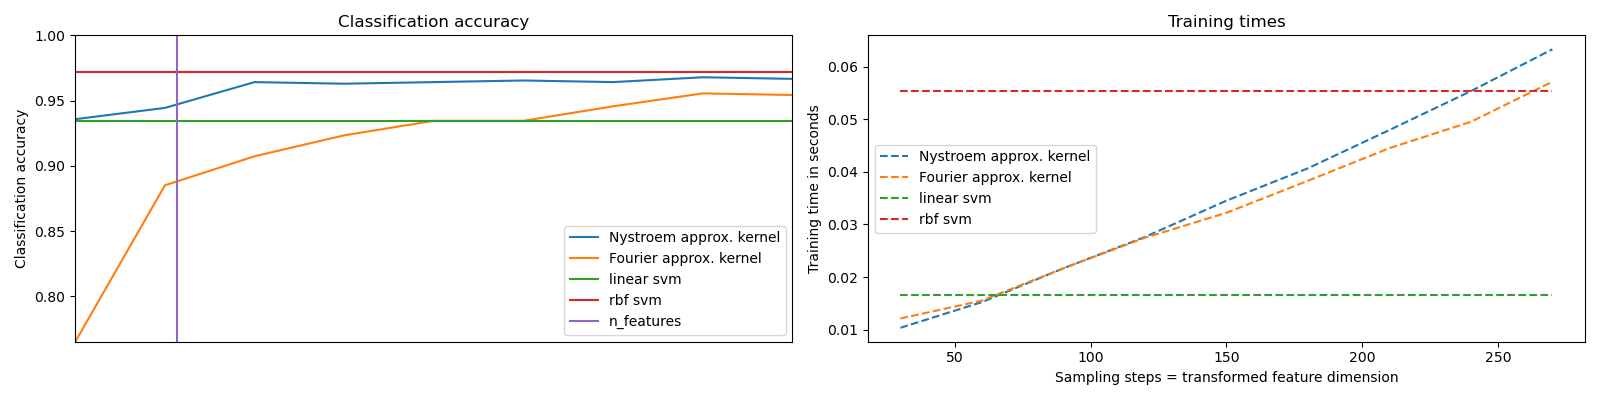 Classification accuracy
Classification accuracy
1.00
0.95
0.90
0.85
0.80
Nystroem approx. kernel
Fourier approx. kernel
linear svm
rbf svm
n_features
Training times
Training time in seconds
0.06
0.05
0.04
0.03
0.02
0.01
Nystroem approx. kernel
Fourier approx. kernel
linear svm
rbf svm
50 100 150 200 250
Sampling steps = transformed feature dimension